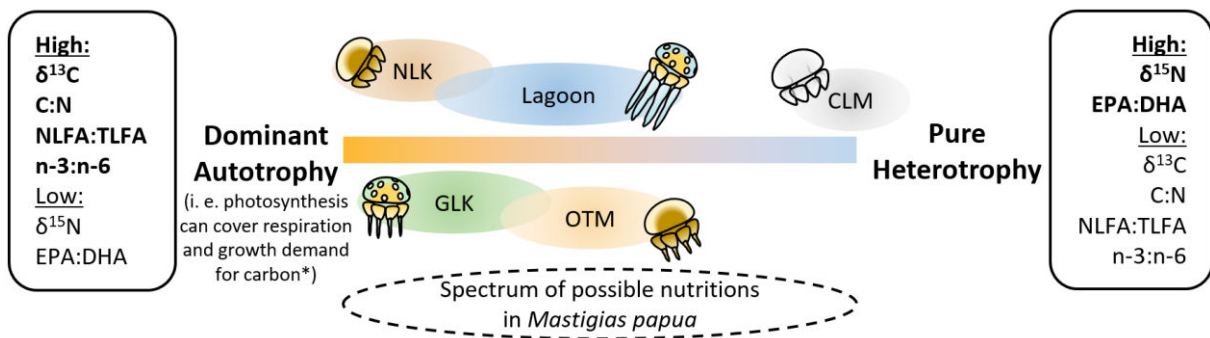 High:
δ¹³C
C:N
NLFA:TLFA
n-3:n-6
Low:
δ¹⁵N
EPA:DHA
Dominant
Autotrophy
(i. e. photosynthesis
can cover respiration
and growth demand
for carbon*)
NLK
Lagoon
CLM
GLK
OTM
Spectrum of possible nutritions
in Mastigias papua
Pure
Heterotrophy
High:
δ¹⁵N
EPA:DHA
Low:
δ¹³C
C:N
NLFA:TLFA
n-3:n-6